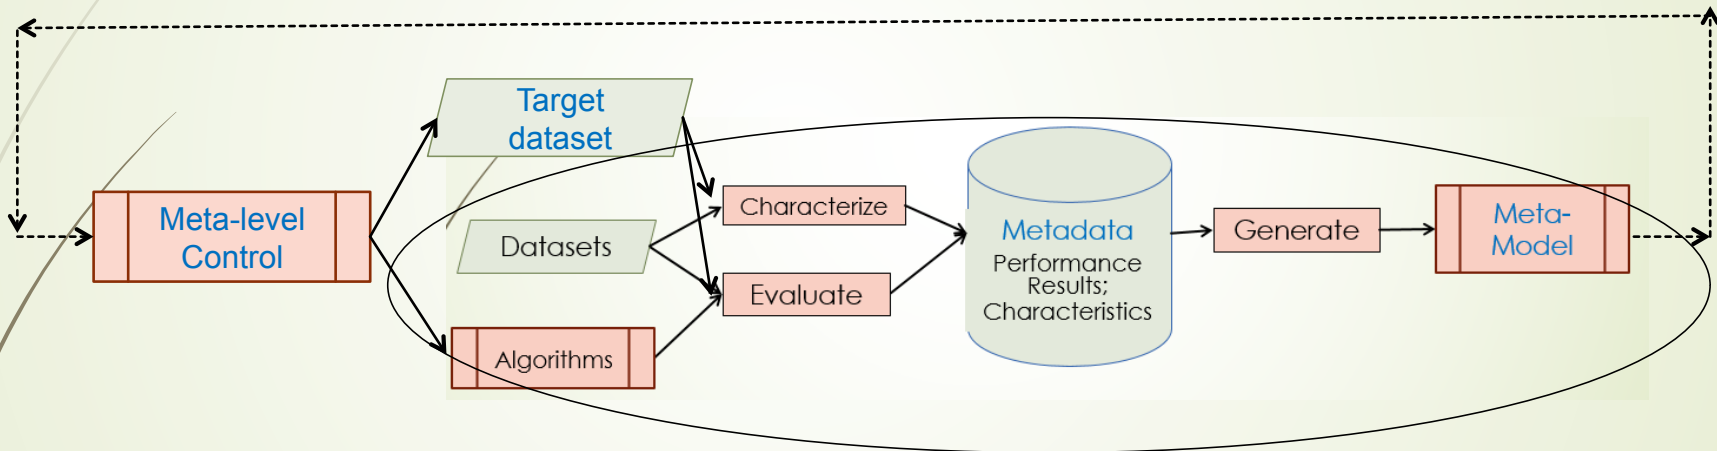 Target
dataset
Meta-level
Control
Datasets
Algorithms
Characterize
Evaluate
Metadata
Performance
Results;
Characteristics
Generate
Meta-
Model